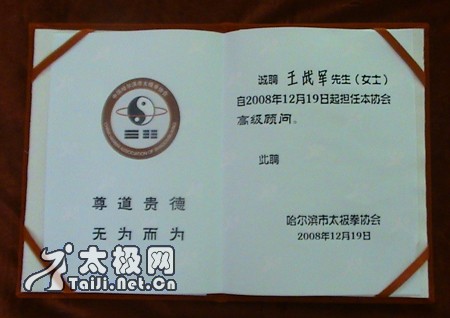 尊道贵德
无为而为
诚聘王战军先生(女士)
自2008年12月19日起担任本协会
高级顾问。
此聘
哈尔滨市太极拳协会
2008年12月19日
太极网
Taiji.net.cn